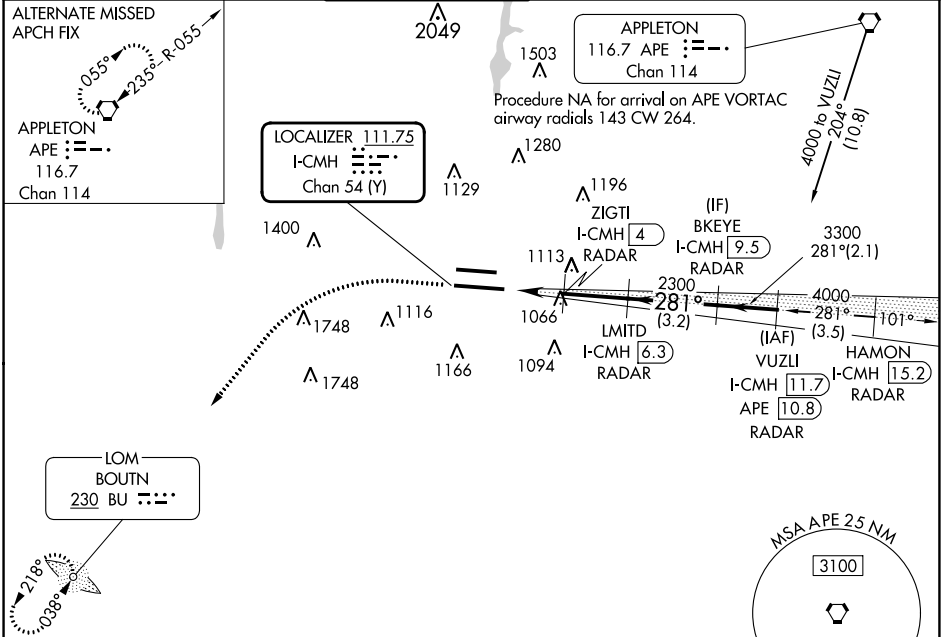 ALTERNATE MISSED
APCH FIX
055°
235°
R-055
APPLETON
APE
116.7
Chan 114
2049
1503
APPLETON
116.7 APE
Chan 114
Procedure NA for arrival on APE VORTAC
airway radials 143 CW 264.
4000 to VUZLI
204°
(10.8)
LOCALIZER 111.75
I-CMH
Chan 54 (Y)
1280
1129
1196
1400
ZIGTI
I-CMH 4
RADAR
(IF)
BKEYE
I-CMH 9.5
RADAR
3300
281° (2.1)
1113
2300
281°
(3.2)
4000
281°
(3.5)
101°
1066
1748
1116
LMITD
I-CMH 6.3
RADAR
(IAF)
VUZLI
I-CMH 11.7
APE 10.8
RADAR
HAMON
I-CMH 15.2
RADAR
1748
1166
1094
LOM
BOUTN
230 BU
218°
038°
MSA APE 25 NM
3100